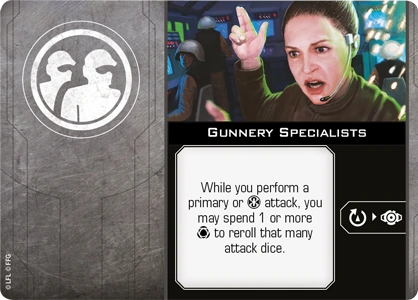 GUNNERY SPECIALISTS
While you perform a
primary or attack, you
may spend 1 or more
to reroll that many
attack dice.
© LFL © FFG